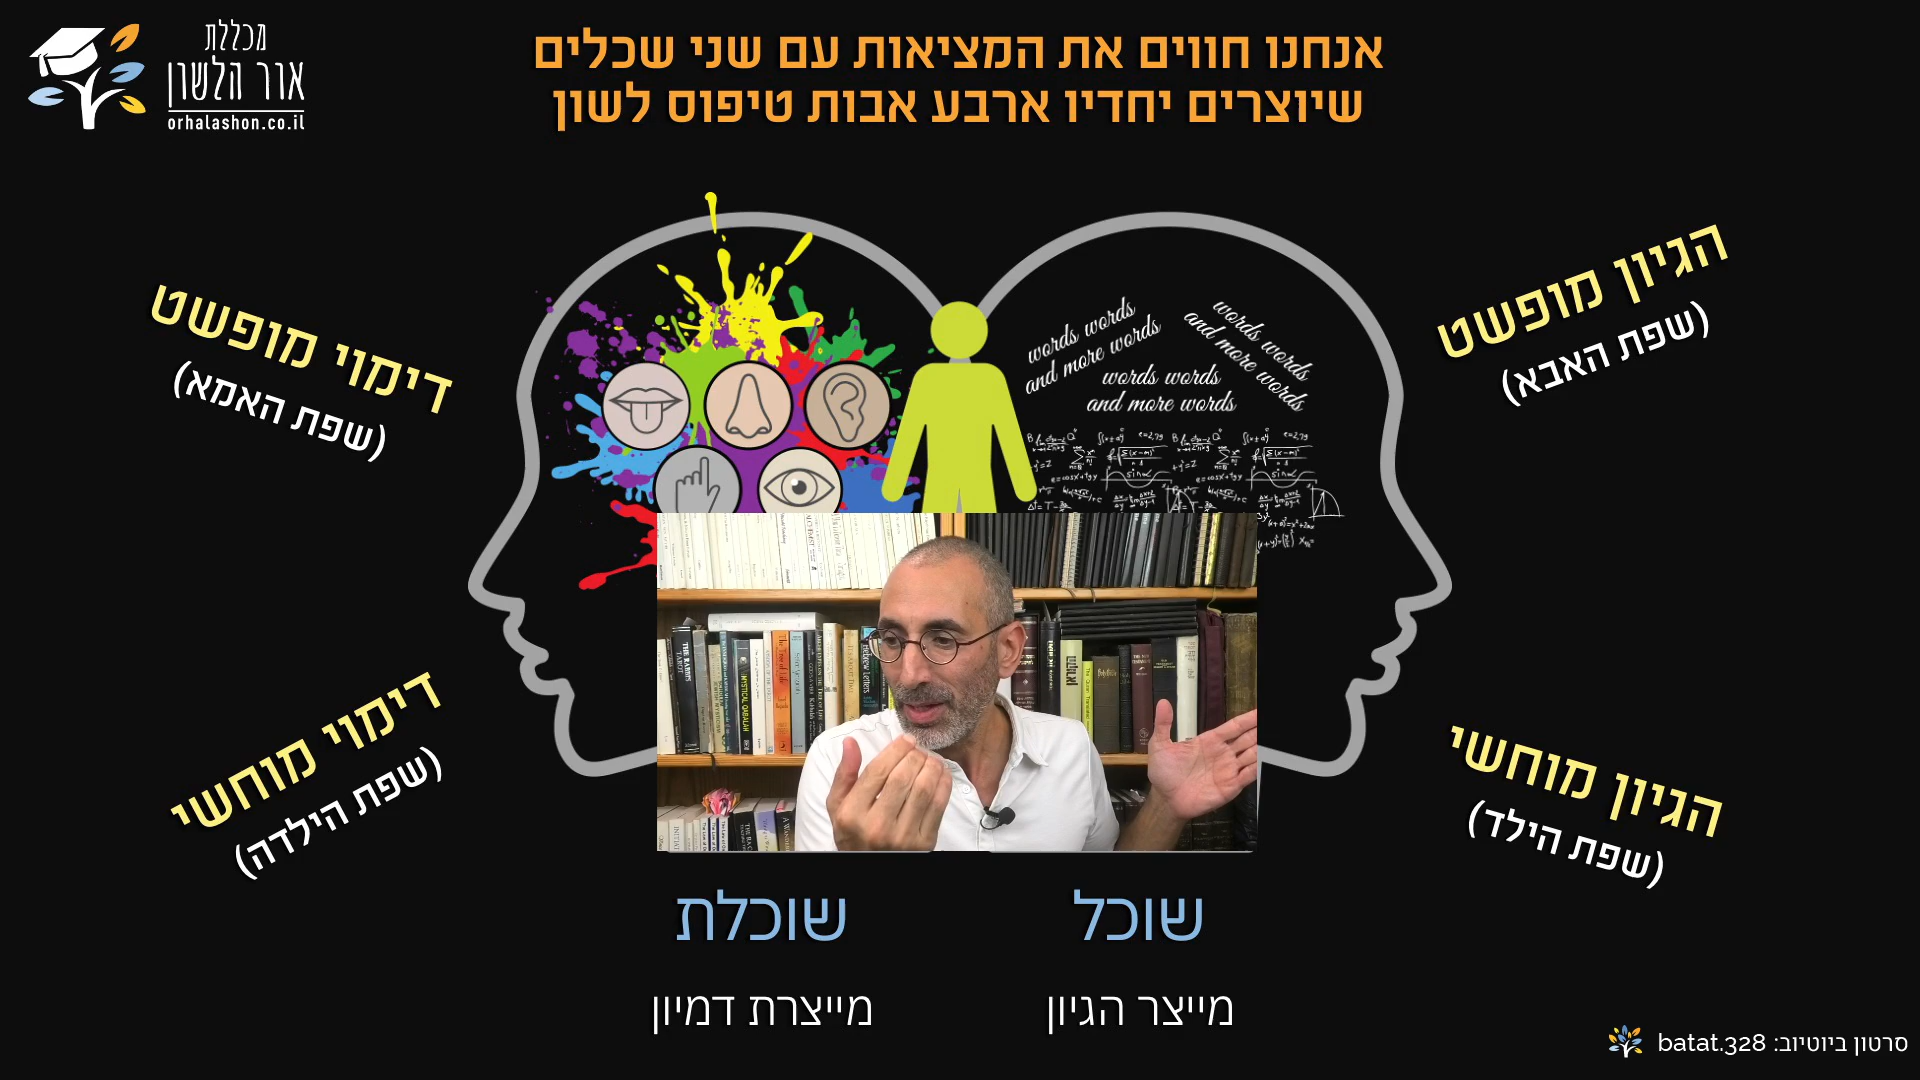 מכללת
אור הלשון
orhalashon.co.il
אנחנו חווים את המציאות עם שני שכלים
שיוצרים יחדיו ארבע אבות טיפוס לשון
הגיון מופשט
(שפת האבא)
דימוי מופשט
(שפת האמא)
words words
and more words
words words
and more words
words words
and more words
הגיון מוחשי
(שפת הילד)
דימוי מוחשי
(שפת הילדה)
שוכל
שוכלת
מייצר הגיון
מייצרת דמיון
סרטון ביוטיוב: batat.328